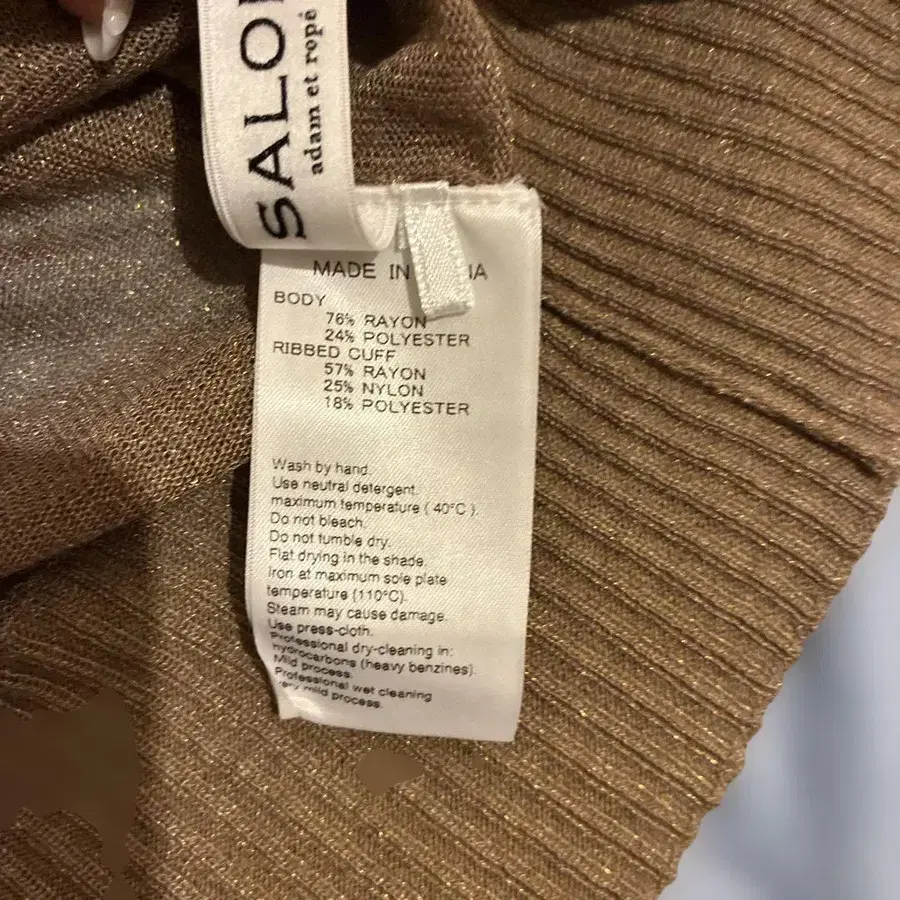 SALO
adam et ropé
MADE IN
BODY
76% RAYON
24% POLYESTER
RIBBED CUFF
57% RAYON
25% NYLON
18% POLYESTER
Wash by hand.
Use neutral detergent.
maximum temperature ( 40°C ).
Do not bleach.
Do not tumble dry.
Flat drying in the shade.
Iron at maximum sole plate
temperature (110°C).
Steam may cause damage.
Use press-cloth.
Professional dry-cleaning in:
hydrocarbons (heavy benzines).
Mild process.
Professional wet cleaning
very mild process.